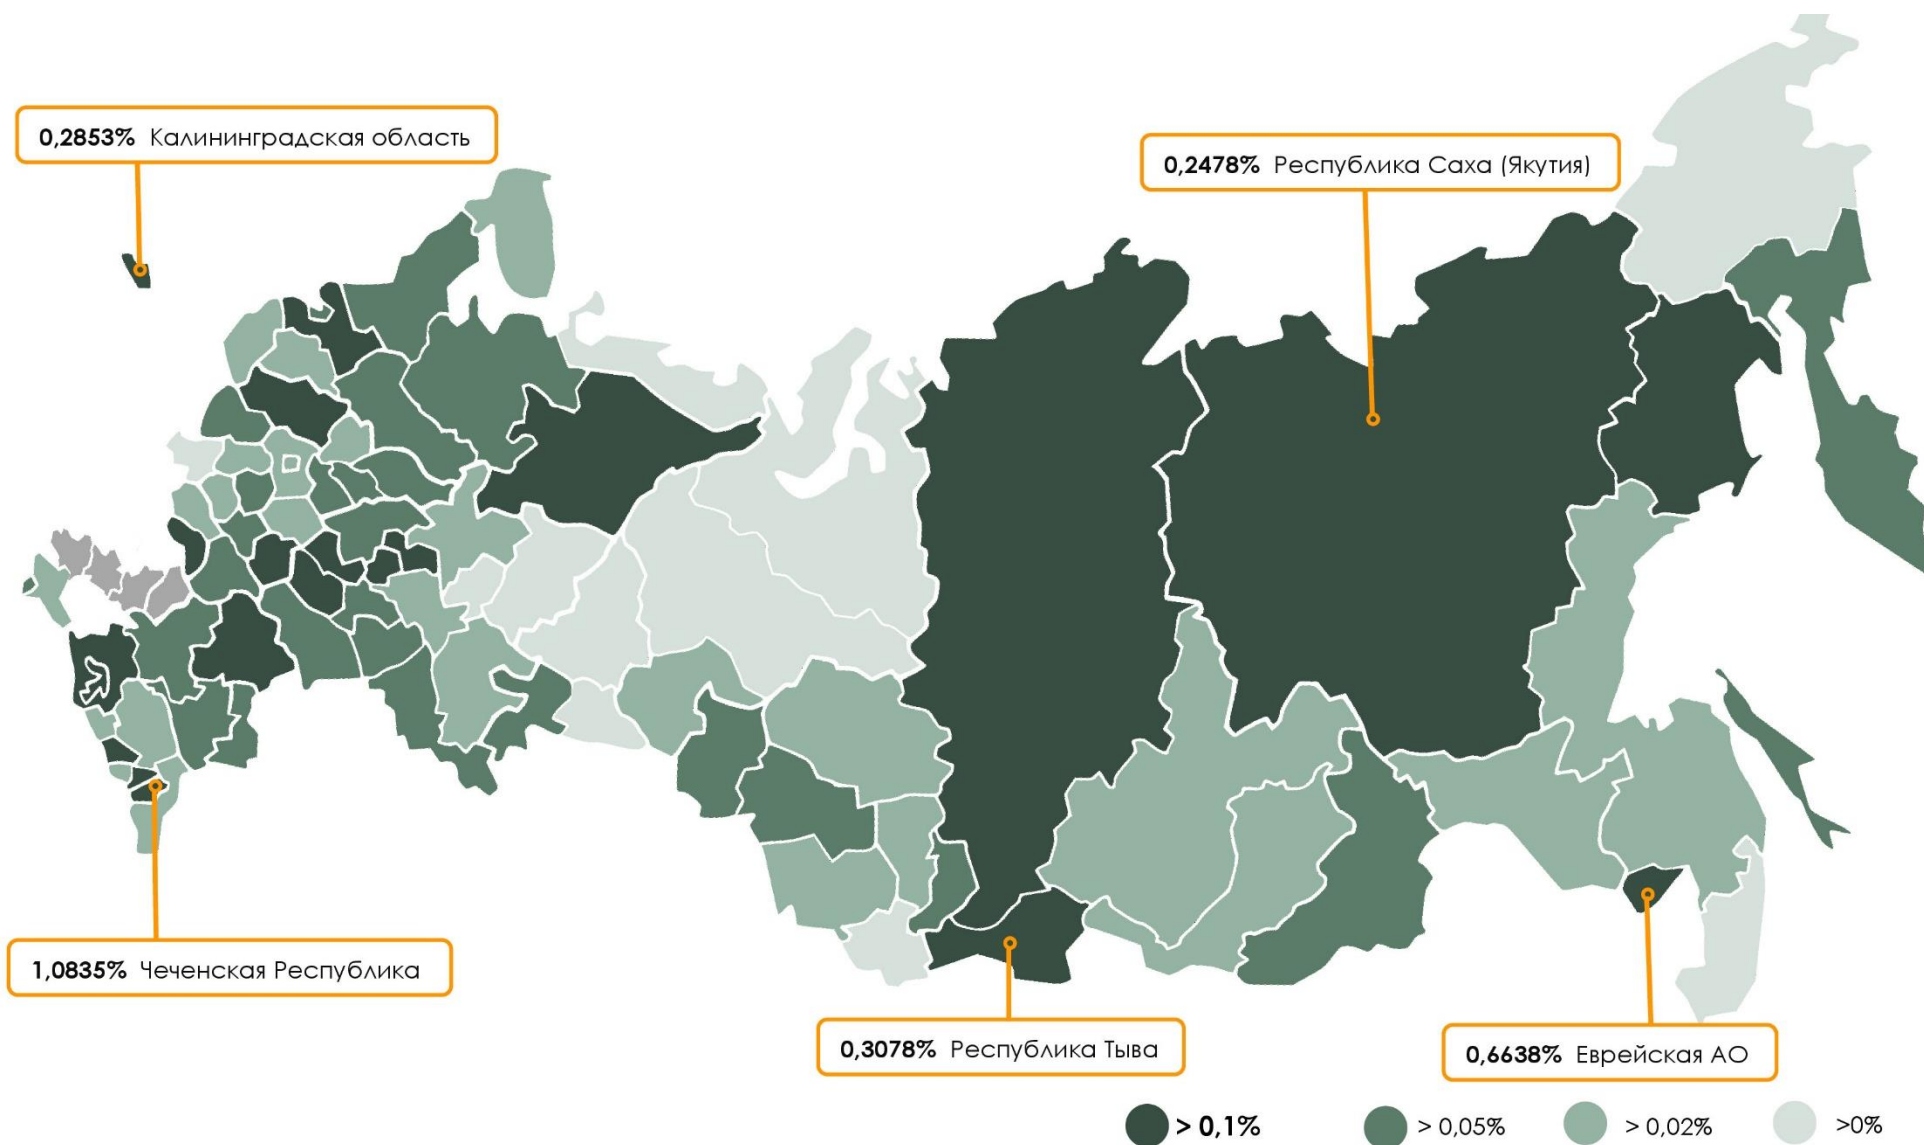 0,2853% Калининградская область
0,2478% Республика Саха (Якутия)
1,0835% Чеченская Республика
0,3078% Республика Тыва
0,6638% Еврейская АО
> 0,1%
> 0,05%
> 0,02%
>0%